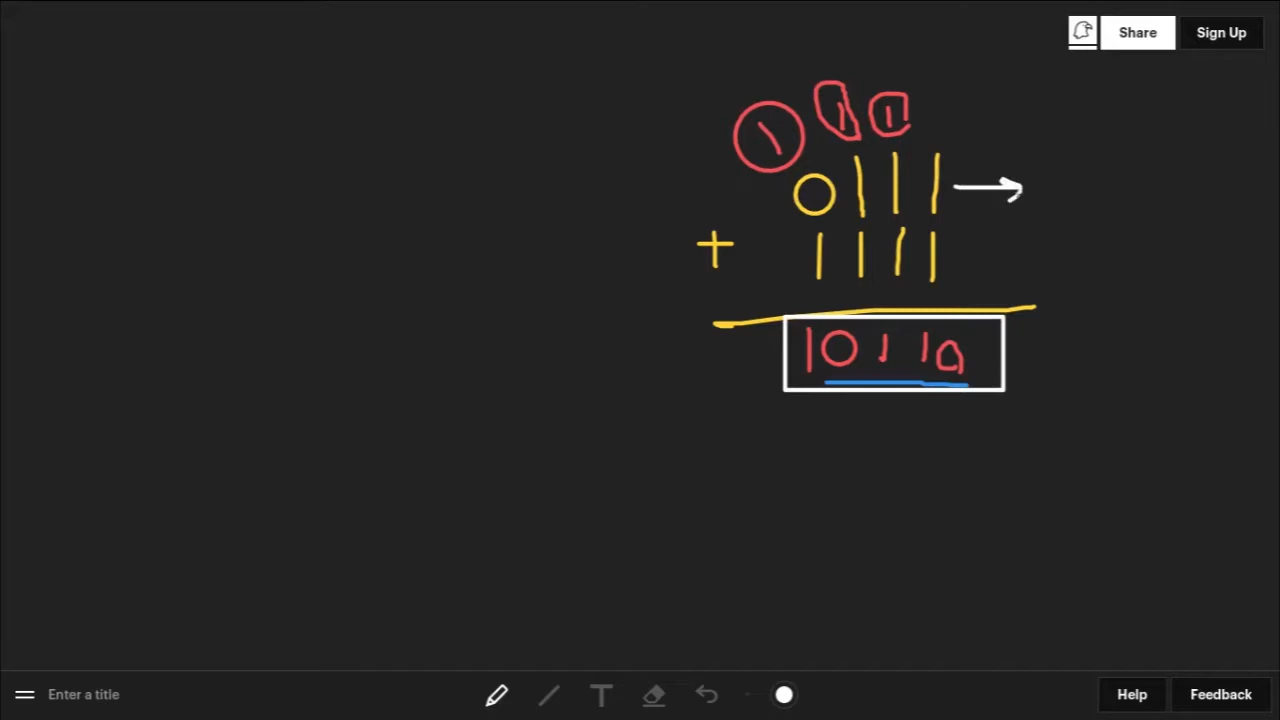 Share Sign Up
1 1 1
0111
+ 1111
10110
Enter a title
T
Help Feedback